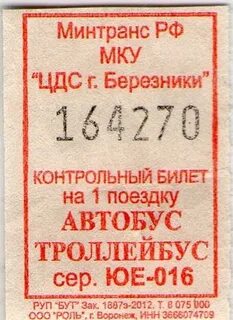 Минтранс РФ
МКУ
"ЦДС г. Березники"
164270
КОНТРОЛЬНЫЙ БИЛЕТ
на 1 поездку
АВТОБУС
ТРОЛЛЕЙБУС
сер. ЮЕ-016
РУП "БУТ" Зак. 1887з-2012. Т. 8 075 000
ООО "РОЛЬ", г. Воронеж, ИНН 3666074709